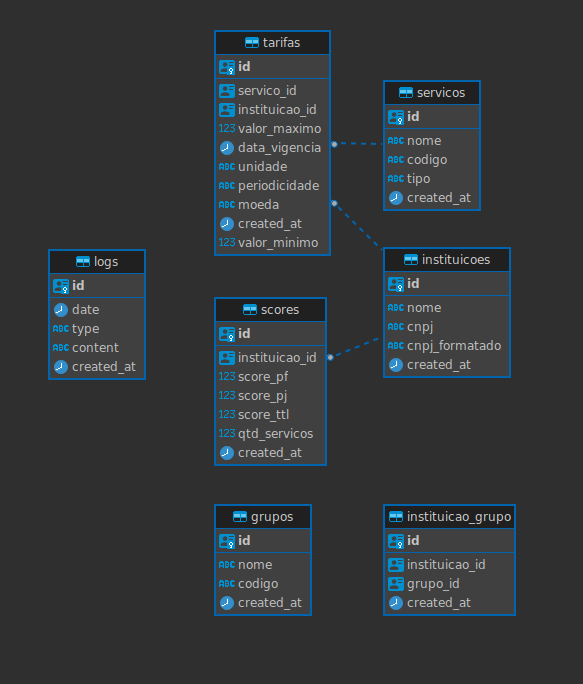 tarifas
id
servico_id
instituicao_id
123 valor_maximo
data_vigencia
ABC unidade
ABC periodicidade
ABC moeda
created_at
123 valor_minimo
servicos
id
ABC nome
ABC codigo
ABC tipo
created_at
logs
id
date
ABC type
ABC content
created_at
instituicoes
id
ABC nome
ABC cnpj
ABC cnpj_formatado
created_at
scores
id
instituicao_id
123 score_pf
123 score_pj
123 score_ttl
123 qtd_servicos
created_at
grupos
id
ABC nome
ABC codigo
created_at
instituicao_grupo
id
instituicao_id
grupo_id
created_at